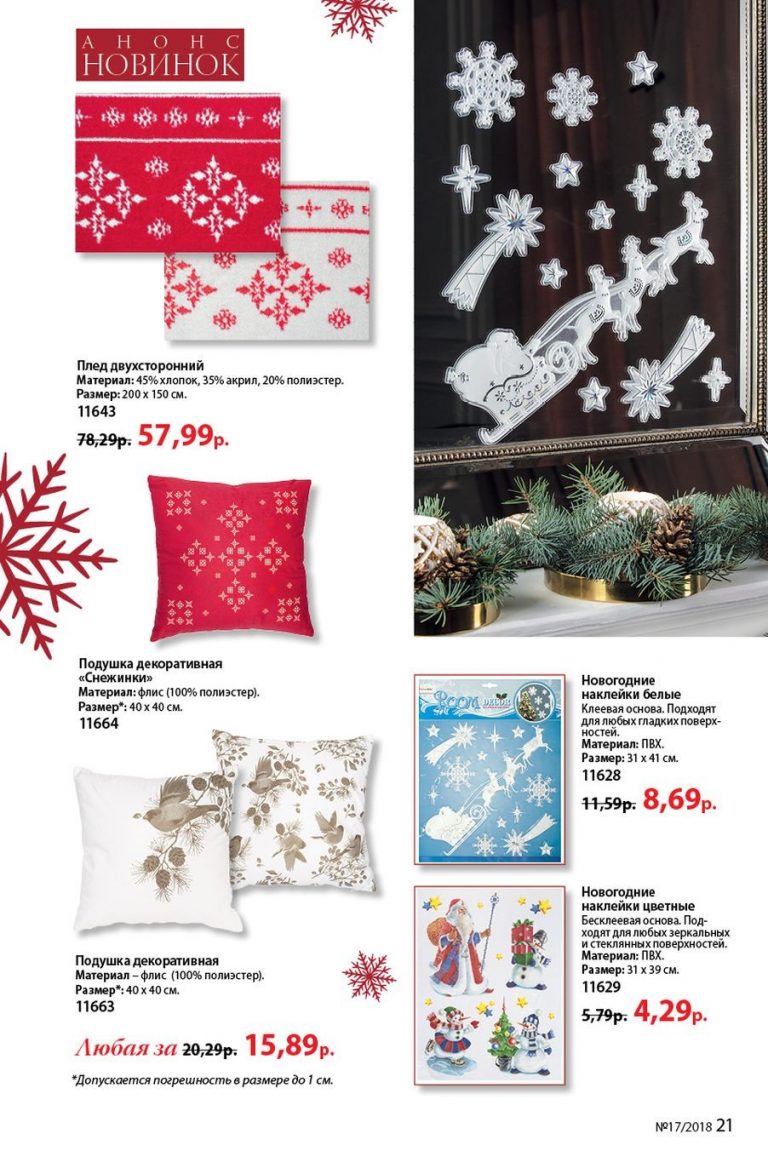 АНОНС
НОВИНОК
Плед двухсторонний
Материал: 45% хлопок, 35% акрил, 20% полиэстер.
Размер: 200 х 150 см.
11643
78,29р. 57,99р.
Подушка декоративная
«Снежинки»
Материал: флис (100% полиэстер).
Размер*: 40 х 40 см.
11664
Подушка декоративная
Материал – флис (100% полиэстер).
Размер*: 40 х 40 см.
11663
Любая за 20,29р. 15,89р.
*Допускается погрешность в размере до 1 см.
ROOM DECOR
Новогодние
наклейки белые
Клеевая основа. Подходят
для любых гладких поверх-
ностей.
Материал: ПВХ.
Размер: 31 х 41 см.
11628
11,59р. 8,69р.
Новогодние
наклейки цветные
Бесклеевая основа. Под-
ходят для любых зеркальных
и стеклянных поверхностей.
Материал: ПВХ.
Размер: 31 х 39 см.
11629
5,79р. 4,29р.
№17/2018 21